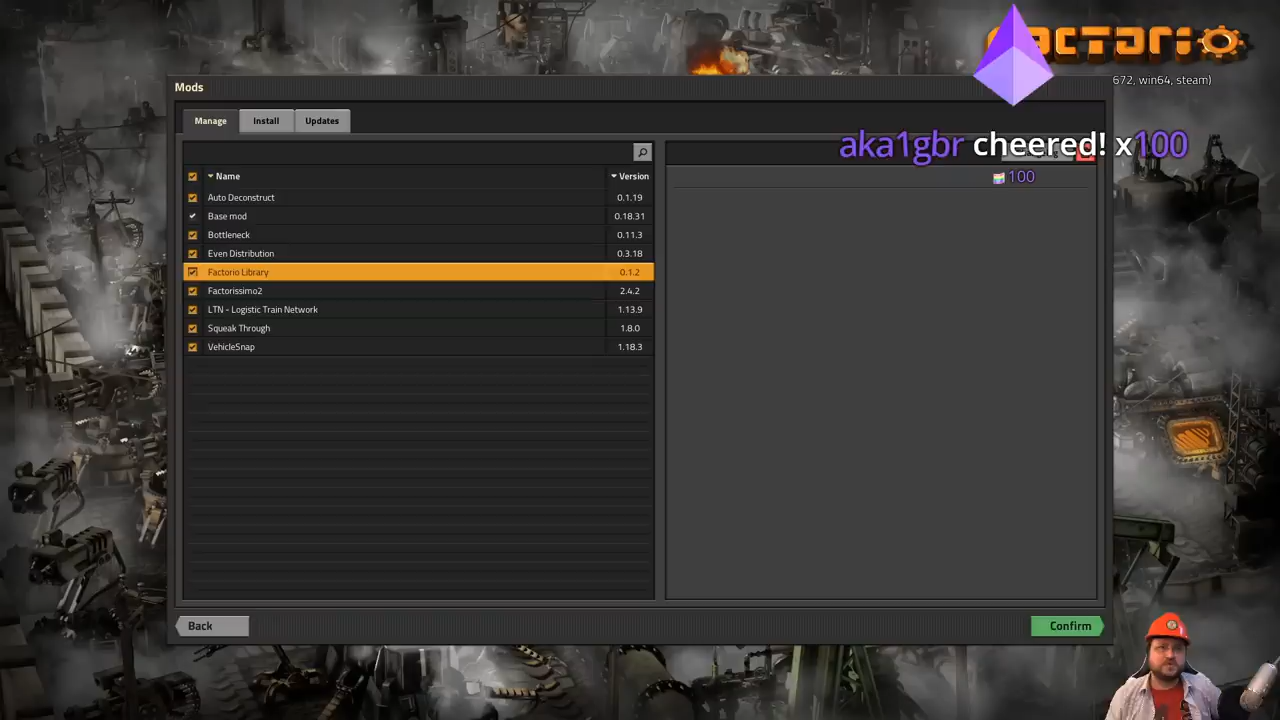 Mods
Manage
Install
Updates
672, win64, steam)
aka1gbr cheered! x100
100
Name
Version
Auto Deconstruct
0.1.19
Base mod
0.18.31
Bottleneck
0.11.3
Even Distribution
0.3.18
Factorio Library
0.1.2
Factorissimo2
2.4.2
LTN - Logistic Train Network
1.13.9
Squeak Through
1.8.0
VehicleSnap
1.18.3
Back
Confirm